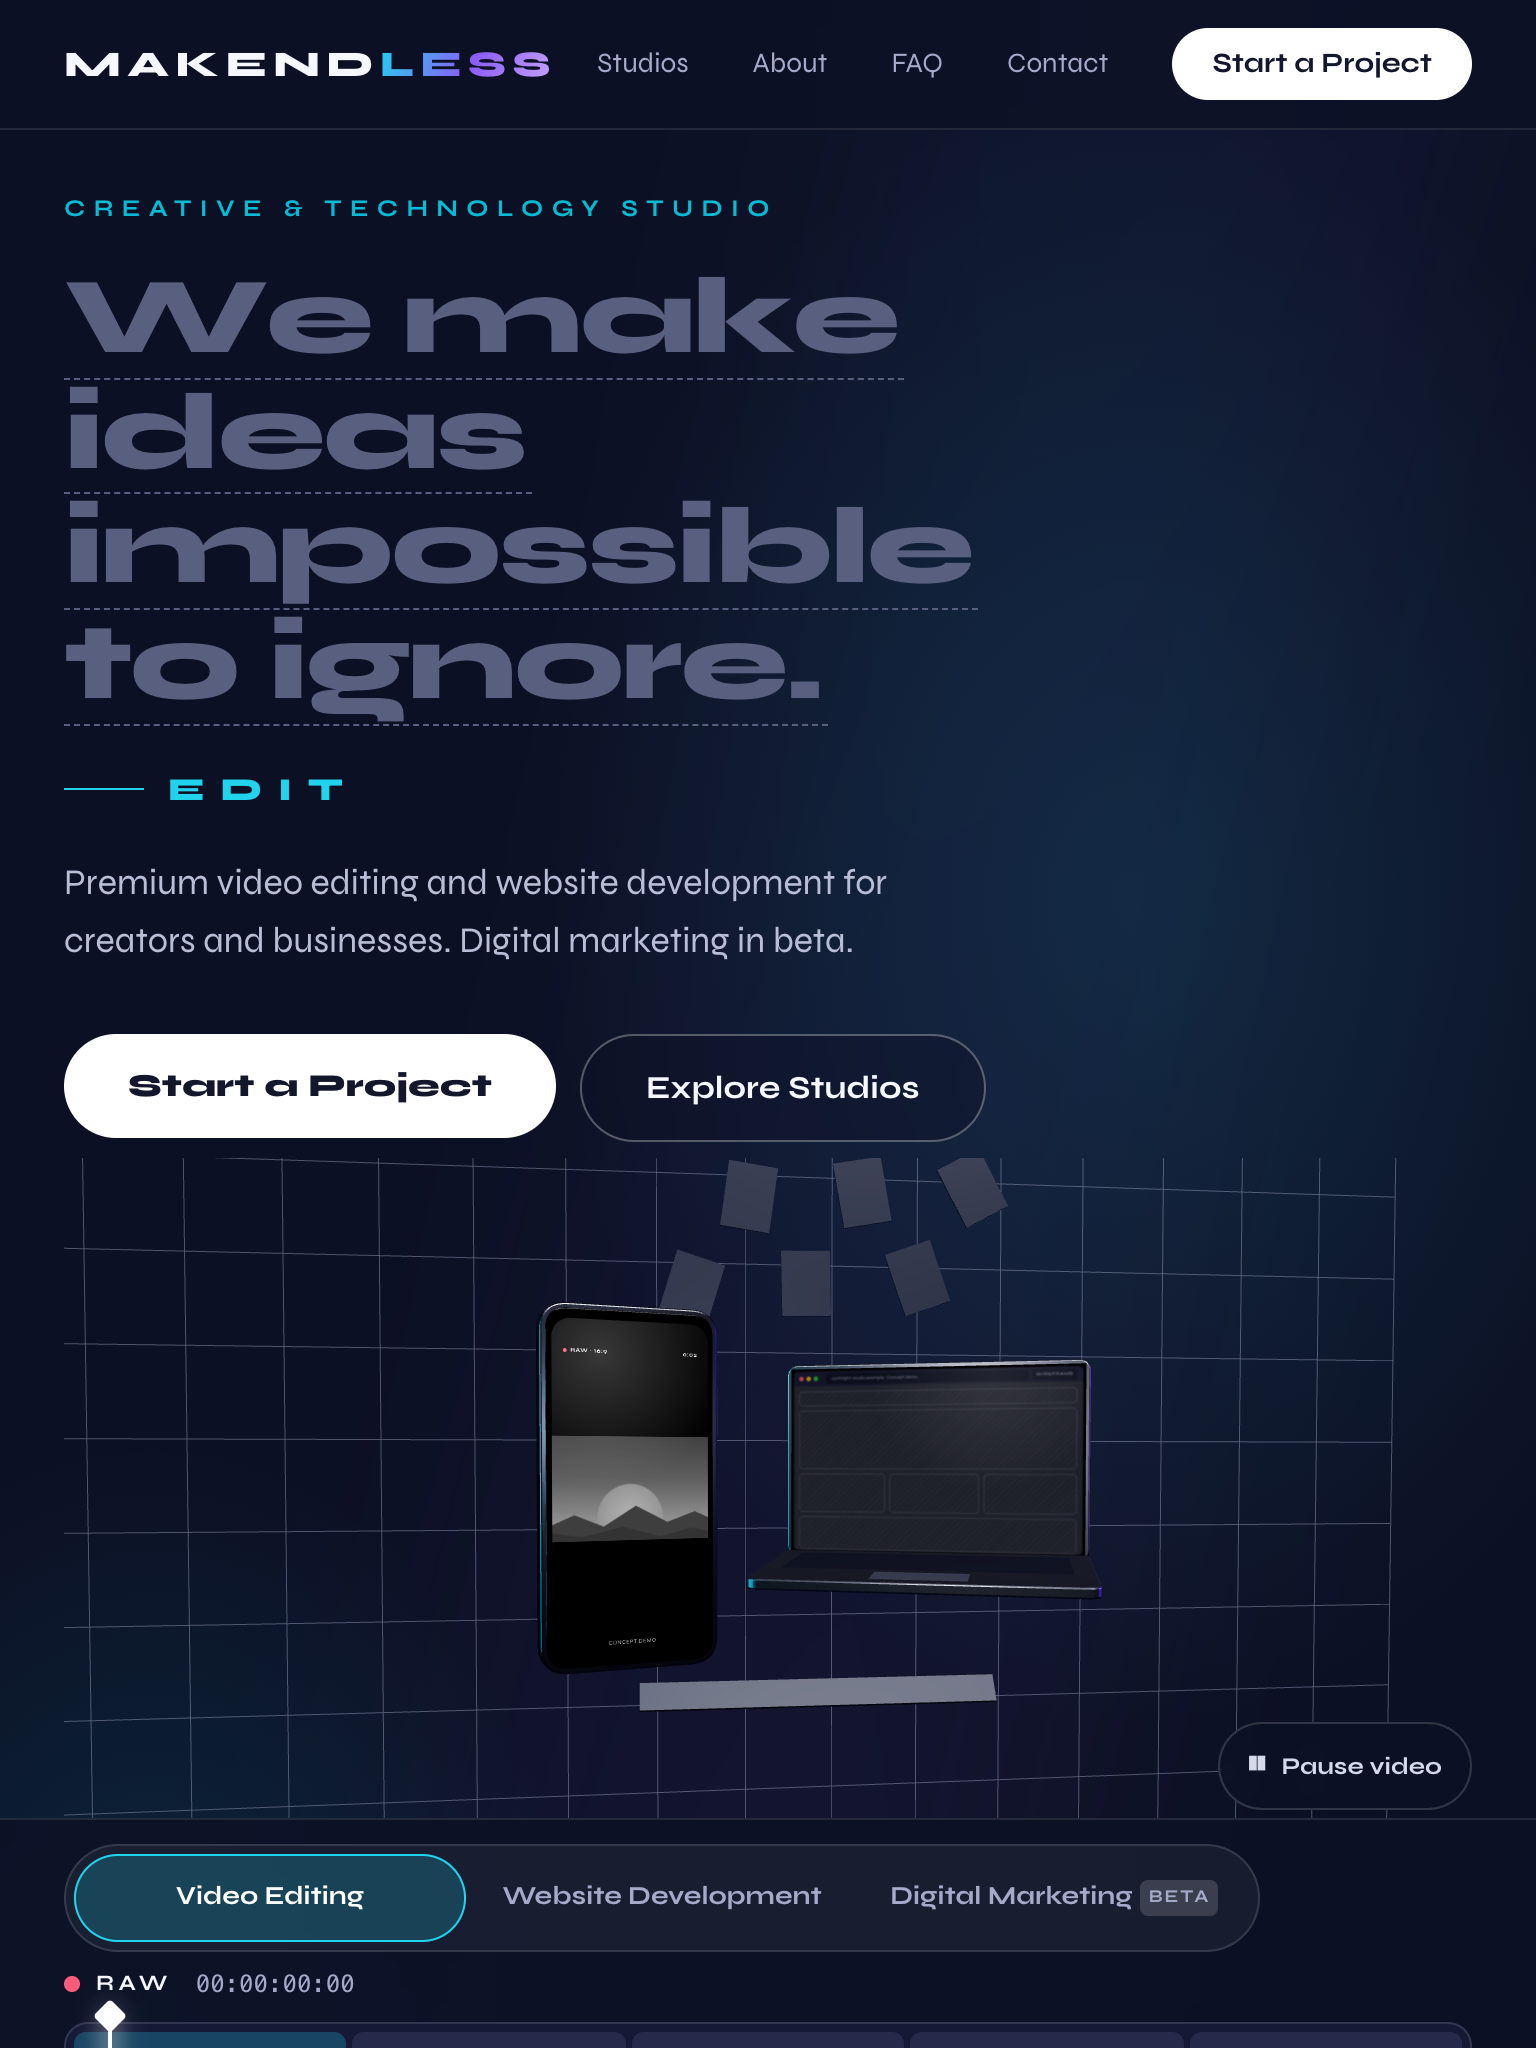 MAKENDLESS
Studios
About
FAQ
Contact
Start a Project
CREATIVE & TECHNOLOGY STUDIO
We make
ideas
impossible
to ignore.
EDIT
Premium video editing and website development for
creators and businesses. Digital marketing in beta.
Start a Project
Explore Studios
RAW · 16:9
CONCEPT DEMO
Pause video
Video Editing
Website Development
Digital Marketing BETA
RAW 00:00:00:00